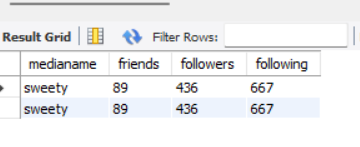 Result Grid Filter Rows:
medianame friends followers following
sweety 89 436 667
sweety 89 436 667